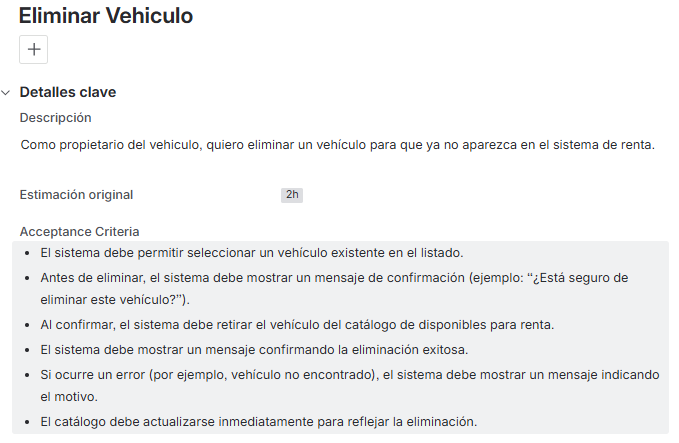 Eliminar Vehiculo
Detalles clave
Descripción
Como propietario del vehiculo, quiero eliminar un vehículo para que ya no aparezca en el sistema de renta.
Estimación original 2h
Acceptance Criteria
• El sistema debe permitir seleccionar un vehículo existente en el listado.
• Antes de eliminar, el sistema debe mostrar un mensaje de confirmación (ejemplo: “¿Está seguro de
eliminar este vehículo?”).
• Al confirmar, el sistema debe retirar el vehículo del catálogo de disponibles para renta.
• El sistema debe mostrar un mensaje confirmando la eliminación exitosa.
• Si ocurre un error (por ejemplo, vehículo no encontrado), el sistema debe mostrar un mensaje indicando
el motivo.
• El catálogo debe actualizarse inmediatamente para reflejar la eliminación.